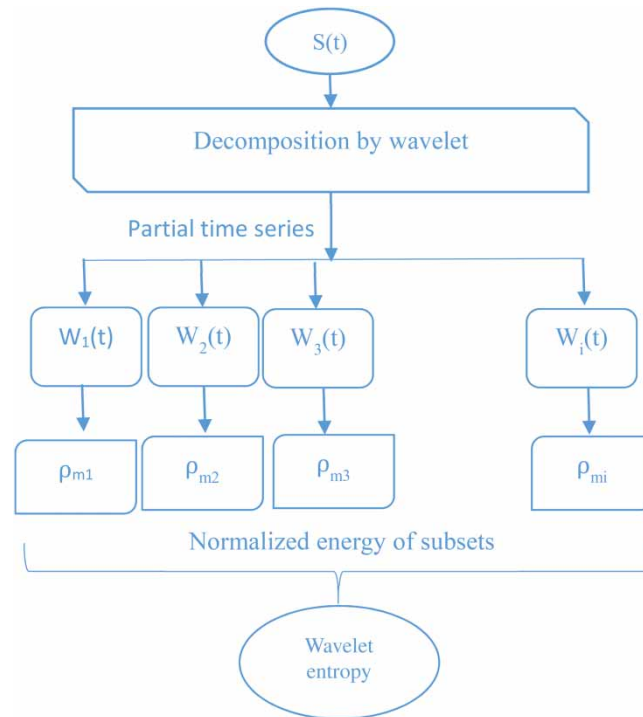 S(t)
Decomposition by wavelet
Partial time series
W₁(t) W₂(t) W₃(t) Wᵢ(t)
ρₘ₁ ρₘ₂ ρₘ₃ ρₘᵢ
Normalized energy of subsets
Wavelet
entropy